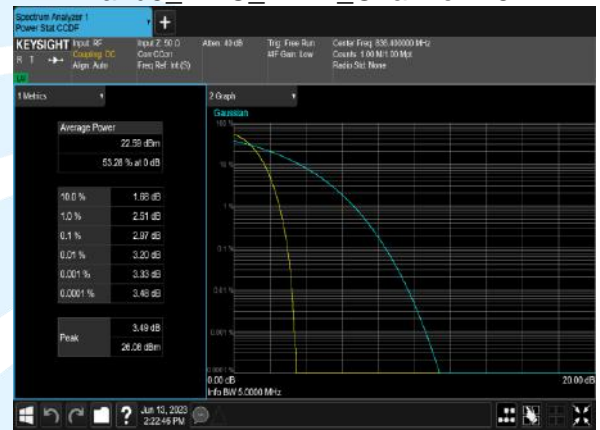 Spectrum Analyzer 1
Power Stat CCDF
KEYSIGHT
R T
Input: RF
Coupling: DC
Align: Auto
Input Z: 50 Ω
Corr CCorr
Freq Ref: Int (S)
Atten: 40 dB
Trig: Free Run
#IF Gain: Low
Center Freq: 836.400000 MHz
Counts: 1.00 M/1.00 Mpt
Radio Std: None
1 Metrics
Average Power
22.59 dBm
53.28 % at 0 dB
10.0 % 1.68 dB
1.0 % 2.51 dB
0.1 % 2.97 dB
0.01 % 3.20 dB
0.001 % 3.33 dB
0.0001 % 3.48 dB
Peak
3.49 dB
26.08 dBm
2 Graph
Gaussian
100 %
10 %
1 %
0.1 %
0.01 %
0.001 %
0.0001 %
0.00 dB
20.00 dB
Info BW 5.0000 MHz
Jun 13, 2023
2:22:46 PM